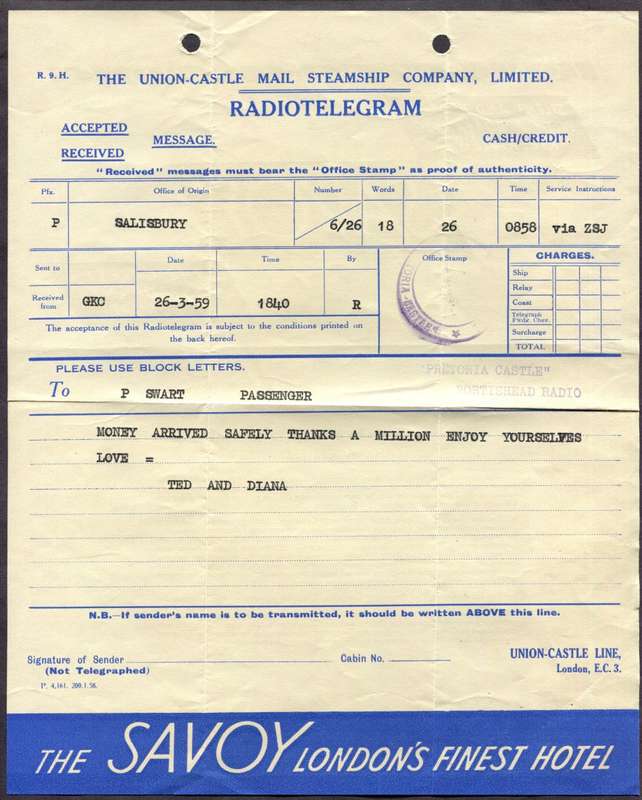 R. 9. H. THE UNION-CASTLE MAIL STEAMSHIP COMPANY, LIMITED.
RADIOTELEGRAM
ACCEPTED
RECEIVED
MESSAGE.
CASH/CREDIT.
"Received" messages must bear the "Office Stamp" as proof of authenticity.
Pfx. Office of Origin Number Words Date Time Service Instructions
P SALISBURY 6/26 18 26 0858 via ZSJ
Date Time By Office Stamp CHARGES.
Sent to
Received from GKC 26-3-59 1840 R
Ship
Relay
Coast
Telegraph
Surcharge
TOTAL
The acceptance of this Radiotelegram is subject to the conditions printed on
the back hereof.
PLEASE USE BLOCK LETTERS.
"PRETORIA CASTLE"
PORTISHEAD RADIO
To P SWART PASSENGER
MONEY ARRIVED SAFELY THANKS A MILLION ENJOY YOURSELVES
LOVE =
TED AND DIANA
N.B.—If sender's name is to be transmitted, it should be written ABOVE this line.
Signature of Sender Cabin No.
(Not Telegraphed)
UNION-CASTLE LINE,
London, E.C. 3.
P. 4,161. 200.1.56.
THE SAVOY LONDON'S FINEST HOTEL